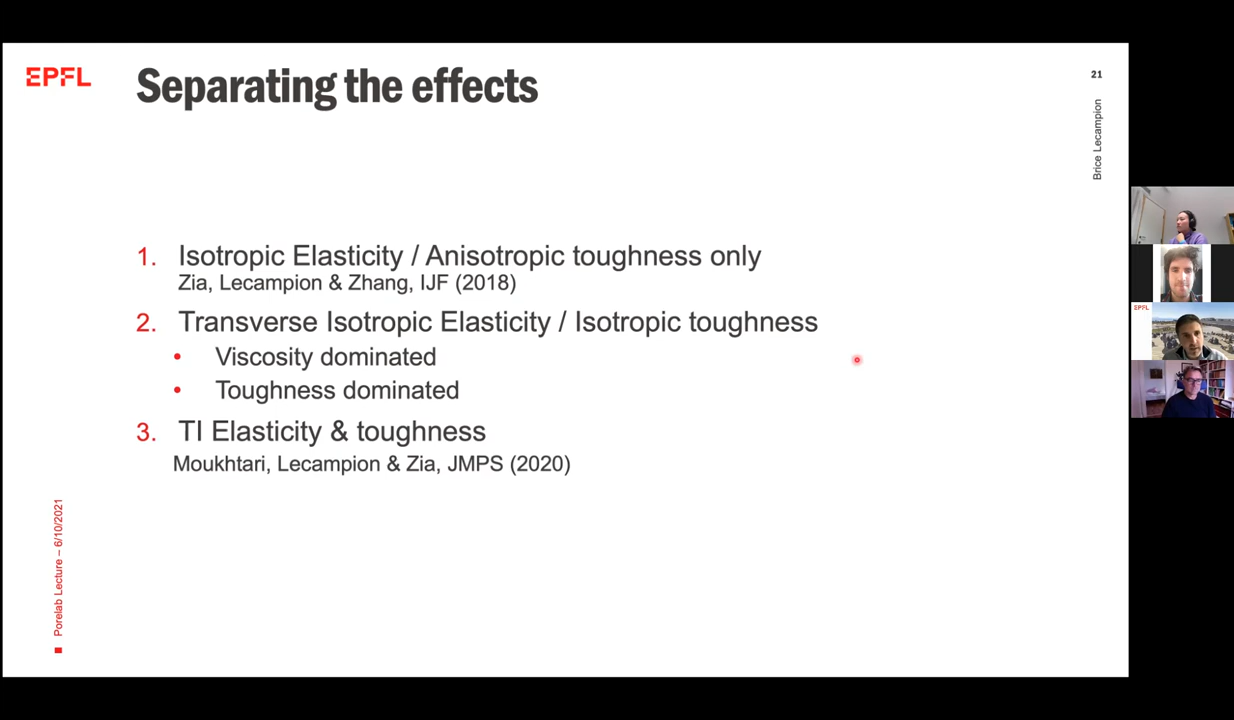 EPFL
Separating the effects
21
Brice Lecampion
1. Isotropic Elasticity / Anisotropic toughness only
Zia, Lecampion & Zhang, IJF (2018)
2. Transverse Isotropic Elasticity / Isotropic toughness
• Viscosity dominated
• Toughness dominated
3. TI Elasticity & toughness
Moukhtari, Lecampion & Zia, JMPS (2020)
Porelab Lecture – 6/10/2021
EPFL